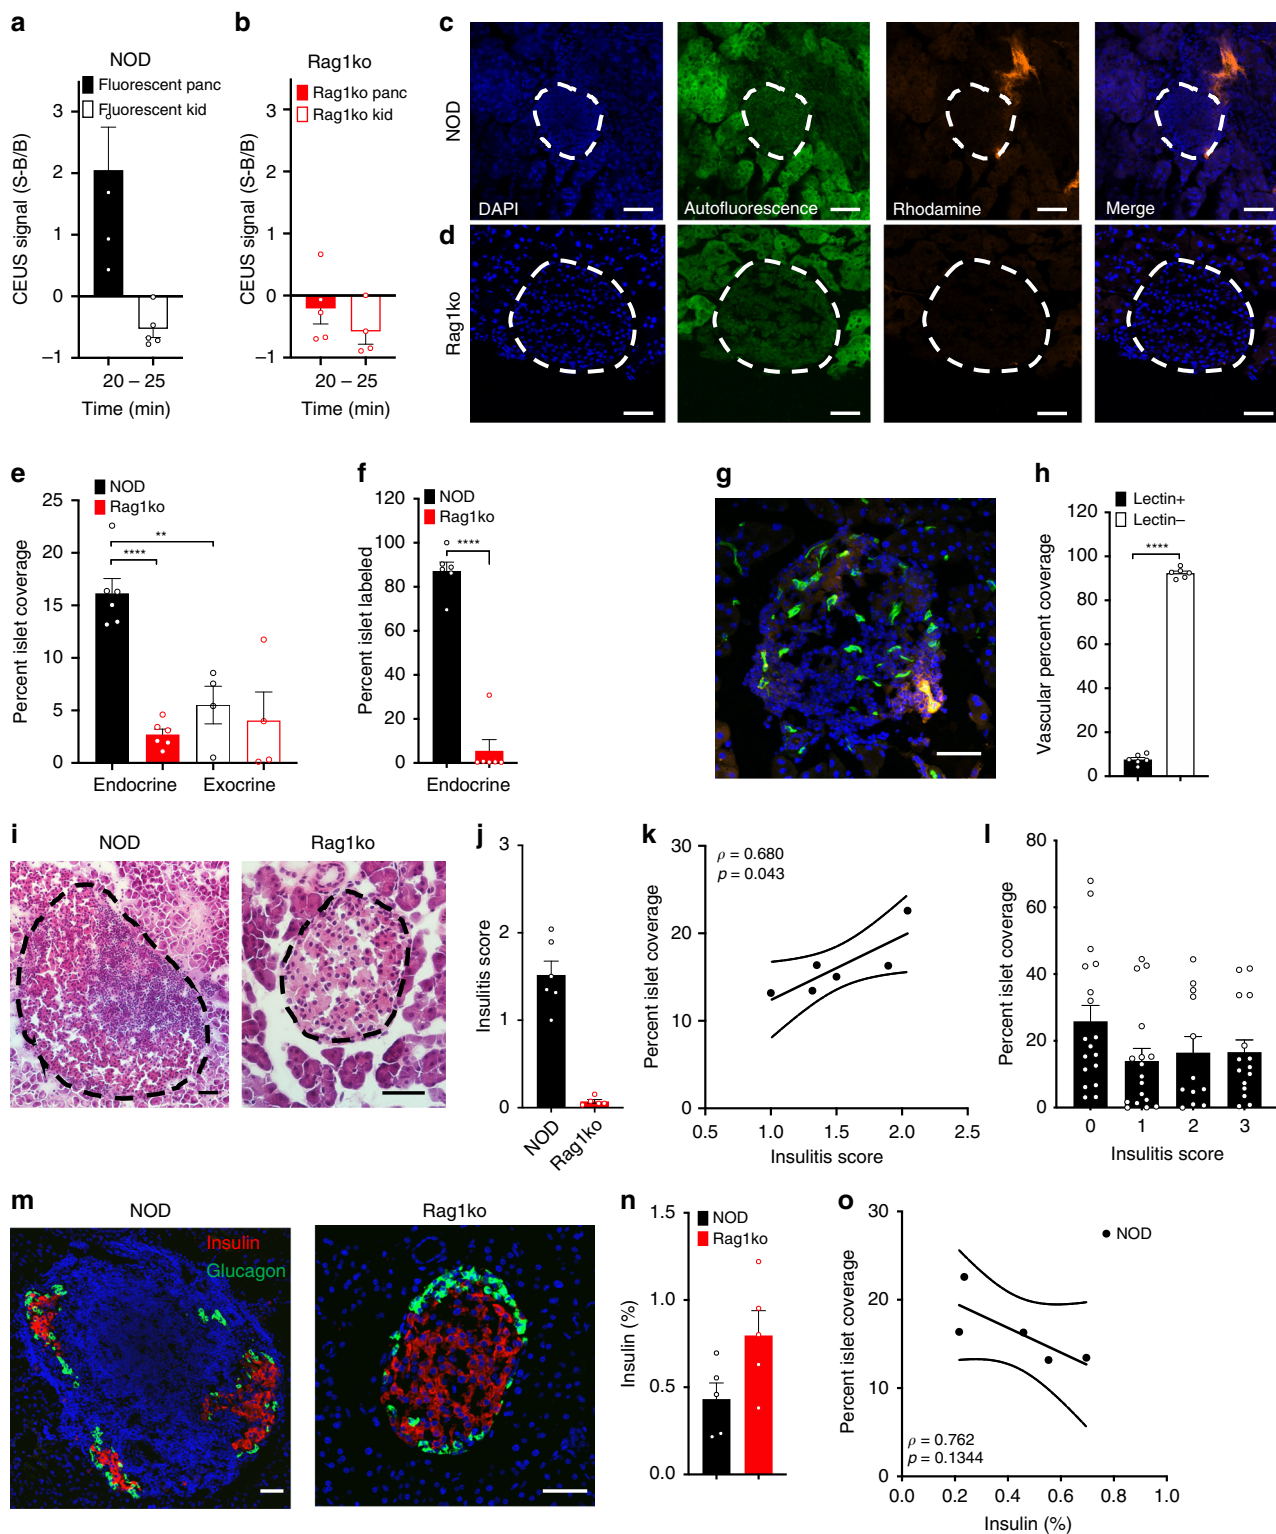 a
NOD
Fluorescent panc
Fluorescent kid
CEUS signal (S-B/B)
3
2
1
0
–1
20 – 25
Time (min)
b
Rag1ko
Rag1ko panc
Rag1ko kid
CEUS signal (S-B/B)
3
2
1
0
–1
20 – 25
Time (min)
c
NOD
DAPI
Autofluorescence
Rhodamine
Merge
d
Rag1ko
e
NOD
Rag1ko
Percent islet coverage
25
20
15
10
5
0
**
****
Endocrine
Exocrine
f
NOD
Rag1ko
Percent islet labeled
120
100
80
60
40
20
0
****
Endocrine
g
h
Lectin+
Lectin–
Vascular percent coverage
120
100
80
60
40
20
0
****
i
NOD
Rag1ko
j
Insulitis score
3
2
1
0
NOD
Rag1ko
k
Percent islet coverage
30
20
10
0
ρ = 0.680
p = 0.043
0.5 1.0 1.5 2.0 2.5
Insulitis score
l
Percent islet coverage
80
60
40
20
0
0 1 2 3
Insulitis score
m
NOD
Insulin
Glucagon
Rag1ko
n
NOD
Rag1ko
Insulin (%)
1.5
1.0
0.5
0.0
o
Percent islet coverage
30
20
10
0
NOD
ρ = 0.762
p = 0.1344
0.0 0.2 0.4 0.6 0.8 1.0
Insulin (%)